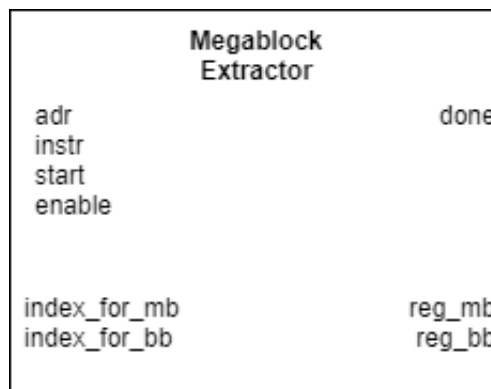 Megablock
Extractor
adr done
instr
start
enable
index_for_mb reg_mb
index_for_bb reg_bb